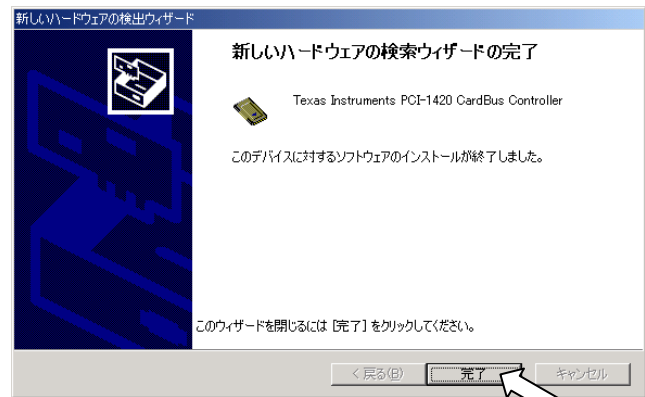 新しいハードウェアの検出ウィザード
新しいハードウェアの検索ウィザードの完了
Texas Instruments PCI-1420 CardBus Controller
このデバイスに対するソフトウェアのインストールが終了しました。
このウィザードを閉じるには [完了] をクリックしてください。
< 戻る(B)
完了
キャンセル